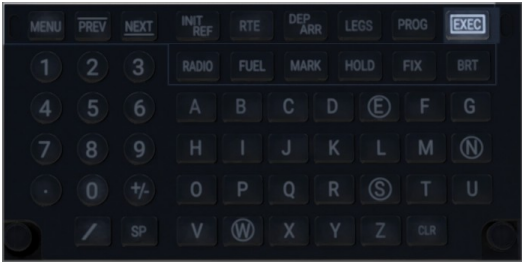 MENU PREV NEXT INIT REF RTE DEP ARR LEGS PROG EXEC
1 2 3 RADIO FUEL MARK HOLD FIX BRT
4 5 6 A B C D E F G
7 8 9 H I J K L M N
. 0 +/- O P Q R S T U
/ SP V W X Y Z CLR